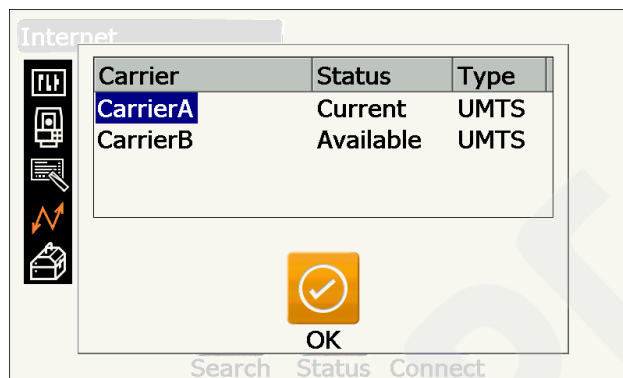 Internet
Carrier Status Type
CarrierA Current UMTS
CarrierB Available UMTS
OK
Search Status Connect